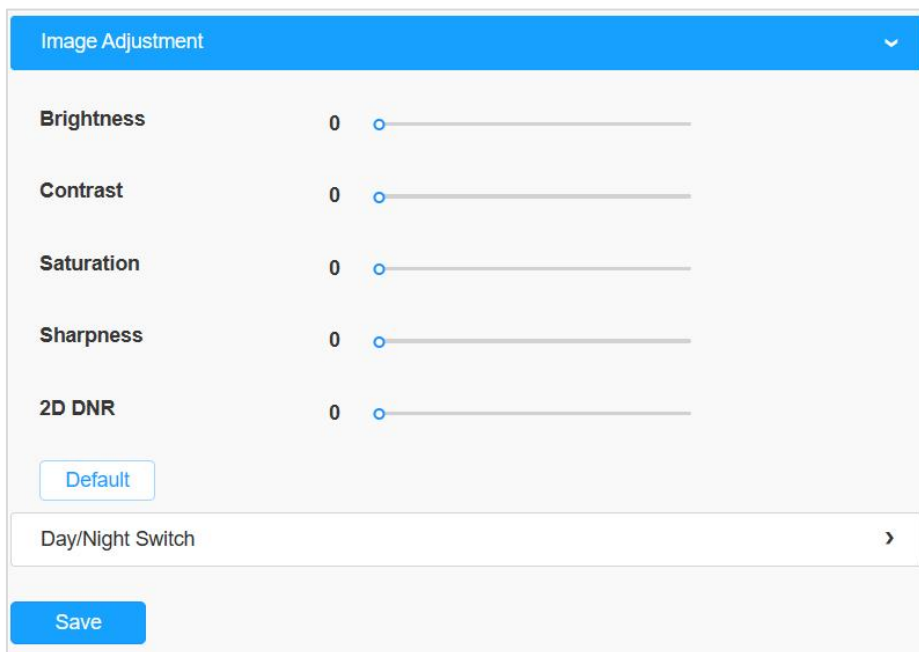 Image Adjustment
Brightness 0
Contrast 0
Saturation 0
Sharpness 0
2D DNR 0
Default
Day/Night Switch
Save